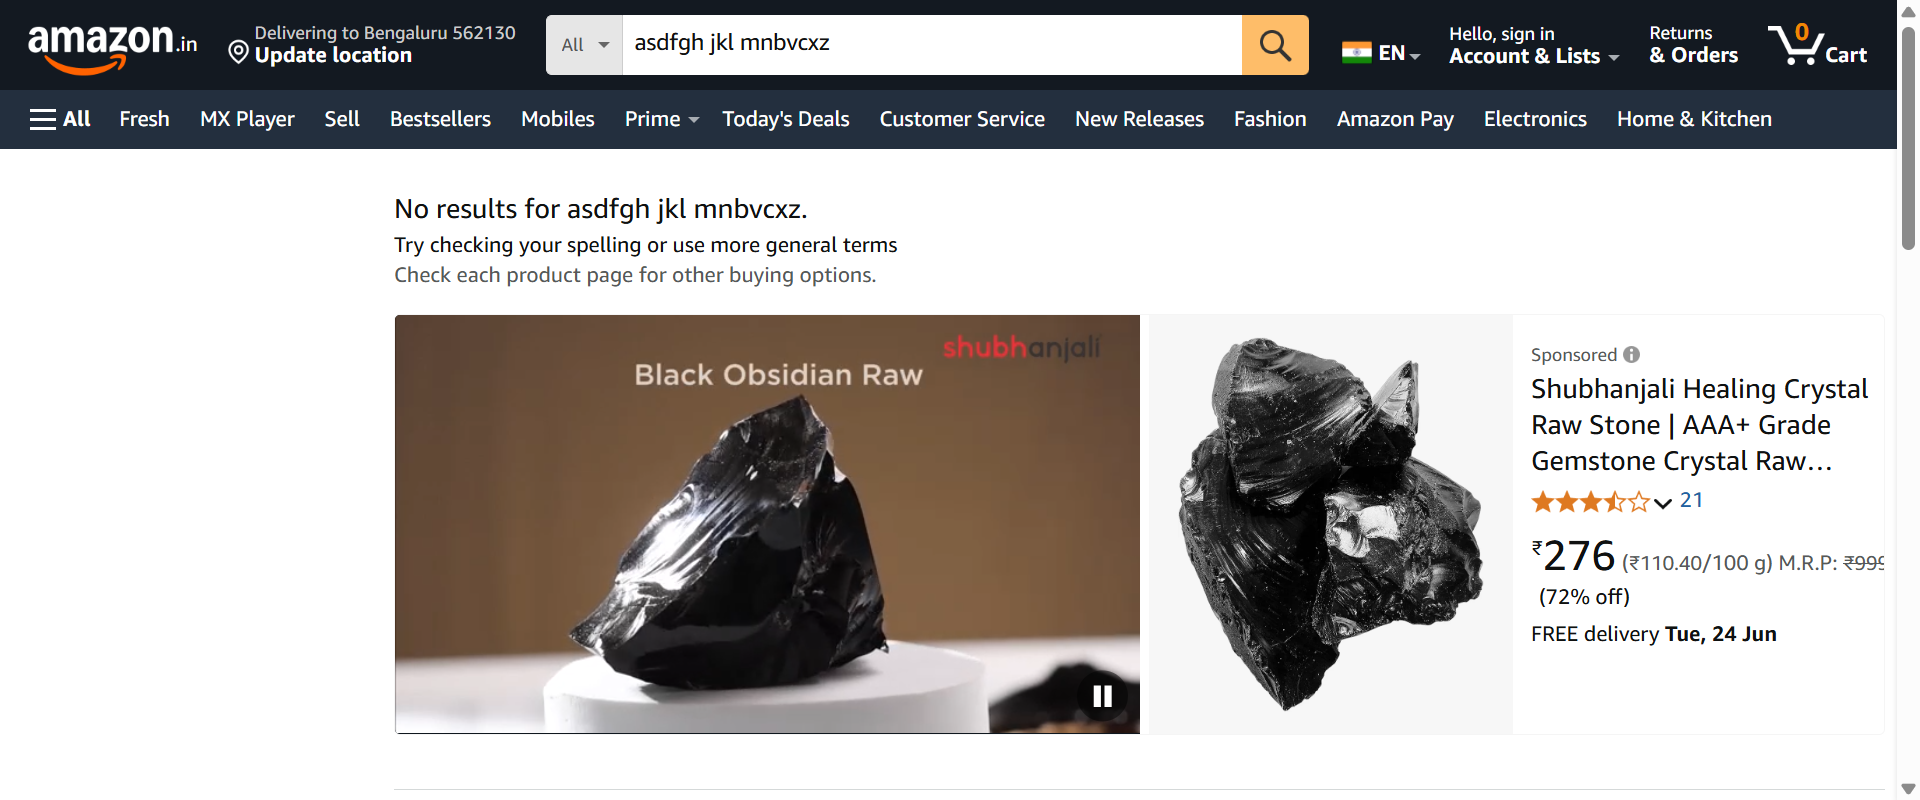 amazon.in
Delivering to Bengaluru 562130
Update location
All
asdfgh jkl mnbvcxz
EN
Hello, sign in
Account & Lists
Returns
& Orders
0
Cart
All
Fresh
MX Player
Sell
Bestsellers
Mobiles
Prime
Today's Deals
Customer Service
New Releases
Fashion
Amazon Pay
Electronics
Home & Kitchen
No results for asdfgh jkl mnbvcxz.
Try checking your spelling or use more general terms
Check each product page for other buying options.
shubhanjali
Black Obsidian Raw
Sponsored
Shubhanjali Healing Crystal
Raw Stone | AAA+ Grade
Gemstone Crystal Raw…
21
₹276 (₹110.40/100 g) M.R.P: ₹999
(72% off)
FREE delivery Tue, 24 Jun